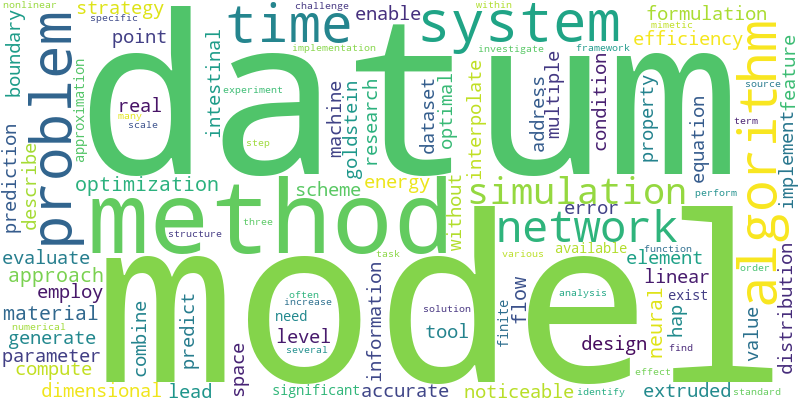 nonlinear
specific
strategy
challenge
time
enable
system
within
mimetic
formulation
boundary
problem
point
implementation
investigate
framework
efficiency
algorithm
feature
datum
approximation
real
many
scale
intestinal
experiment
step
machine
goldstein
research
dataset
optimal
interpolate
address
multiple
condition
property
equation
source
term
implement
prediction
describe
optimization
scheme
energy
without
simulation
error
perform
method
three
structure
network
task
various
available
function
element
order
distribution
evaluate
approach
employ
material
generate
numerical
parameter
compute
dimensional
combine
predict
lead
space
model
often
increase
need
several
level
significant
information
solution
tool
analysis
accurate
finite
flow
noticeable
design
identify
linear
neural
hap
exist
find
effect
extruded
value
standard